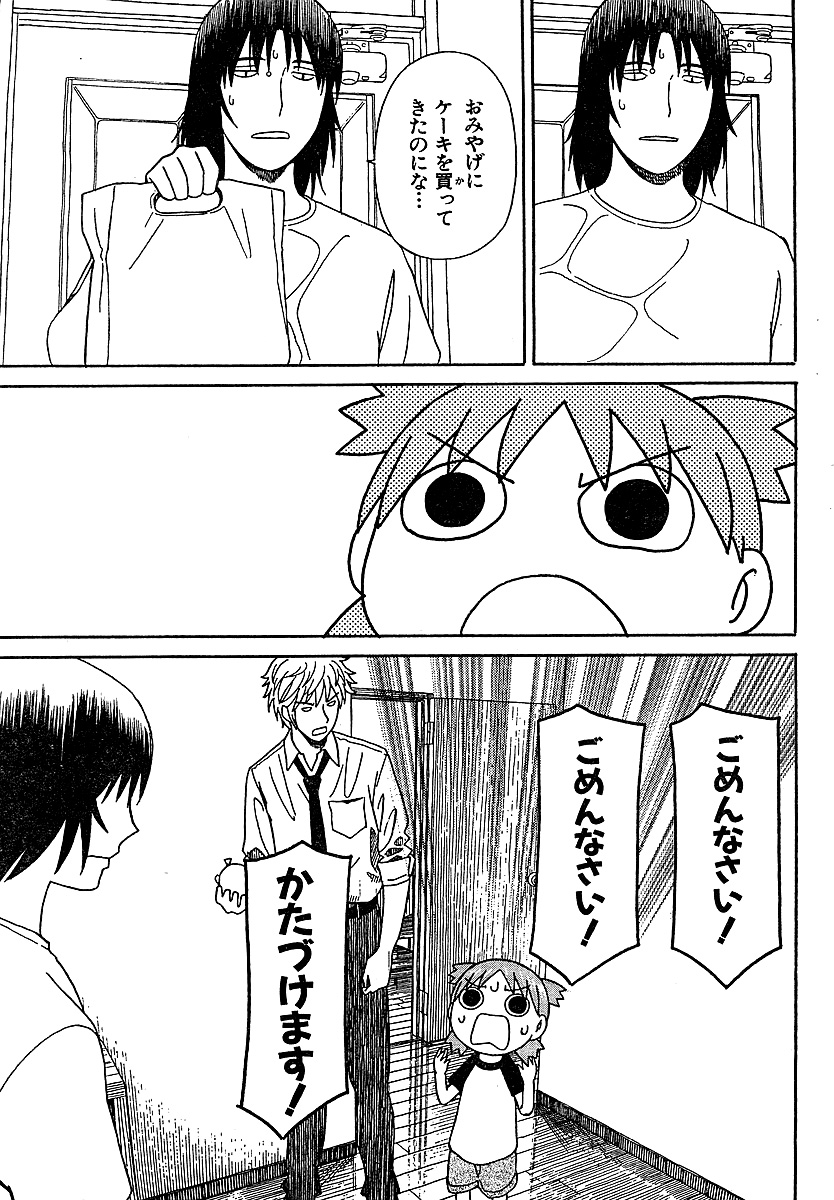 おみやげに
ケーキを買って
か
きたのにな…
ごめんなさい！
ごめんなさい！
かたづけます！